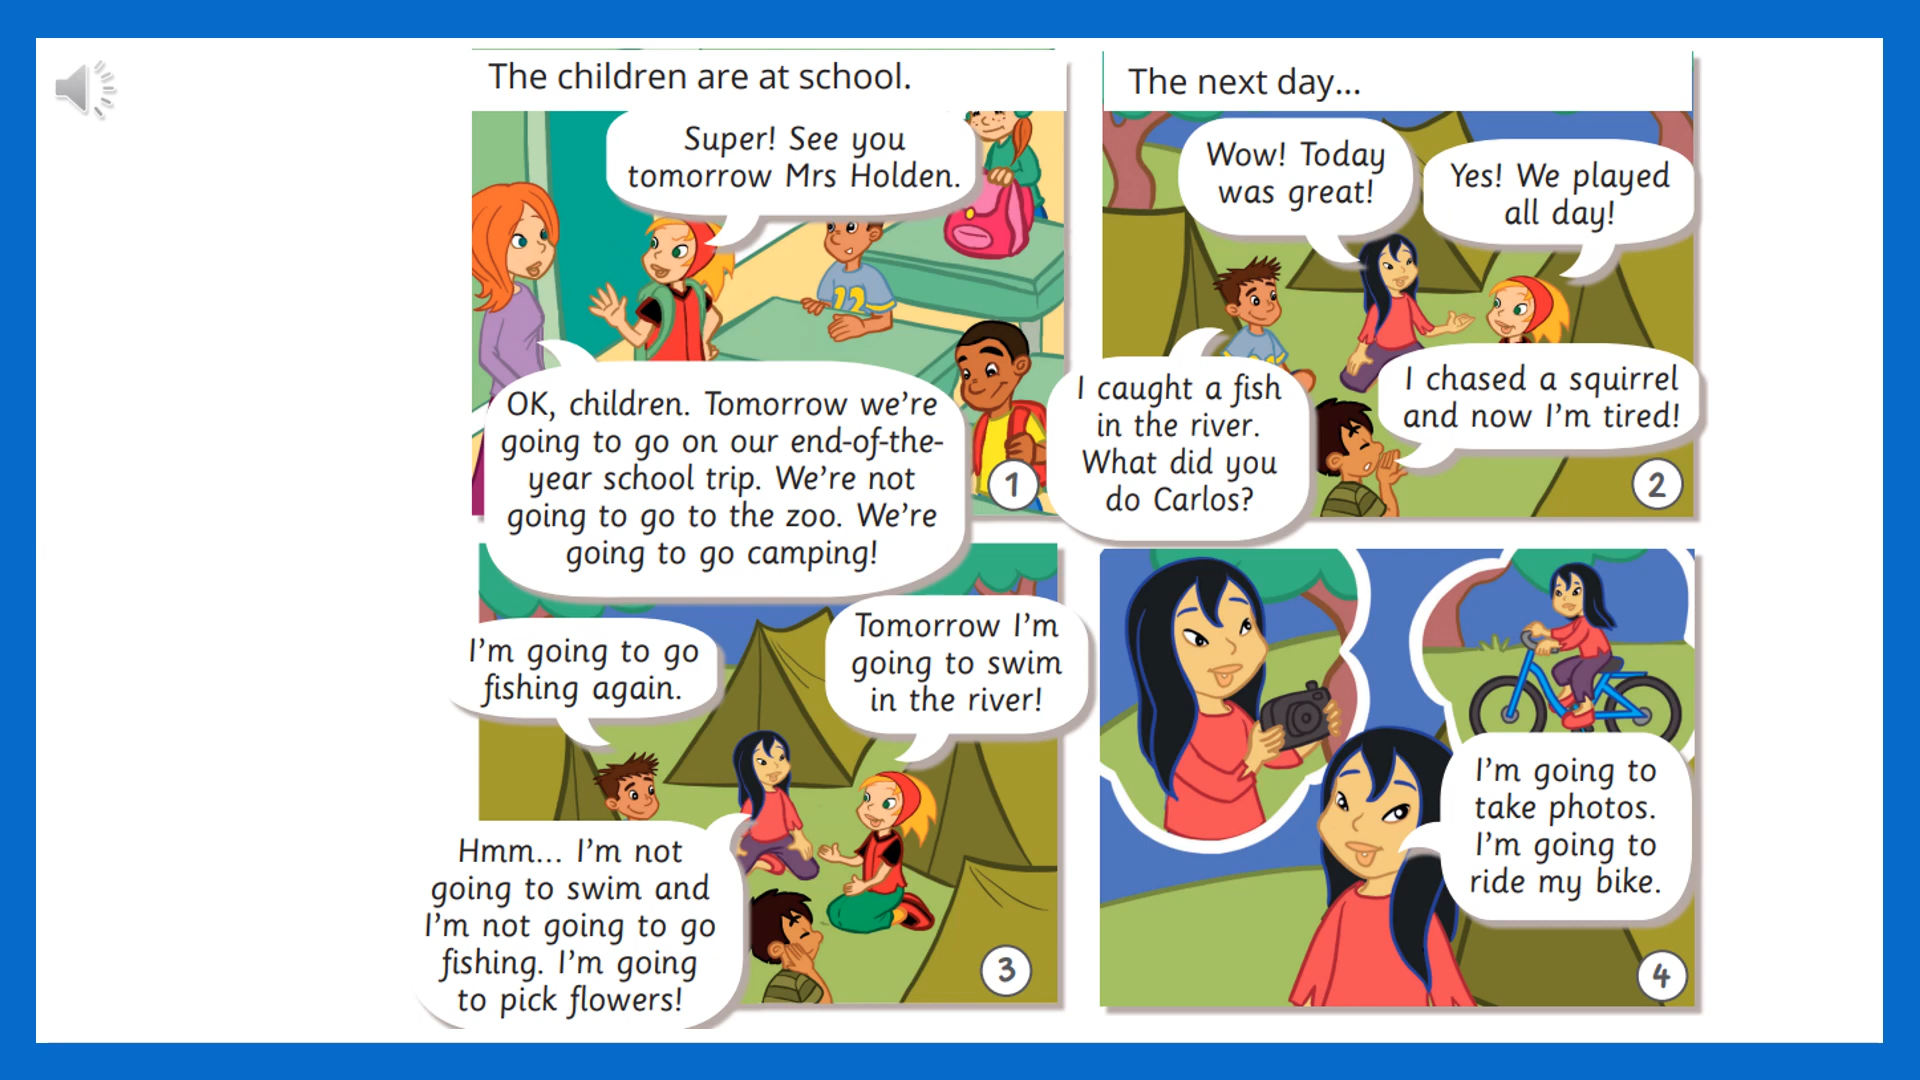 The children are at school.
Super! See you
tomorrow Mrs Holden.
12
OK, children. Tomorrow we're
going to go on our end-of-the-
year school trip. We're not
going to go to the zoo. We're
going to go camping!
1
The next day...
Wow! Today
was great!
Yes! We played
all day!
I caught a fish
in the river.
What did you
do Carlos?
I chased a squirrel
and now I'm tired!
2
I'm going to go
fishing again.
Tomorrow I'm
going to swim
in the river!
Hmm... I'm not
going to swim and
I'm not going to go
fishing. I'm going
to pick flowers!
3
I'm going to
take photos.
I'm going to
ride my bike.
4